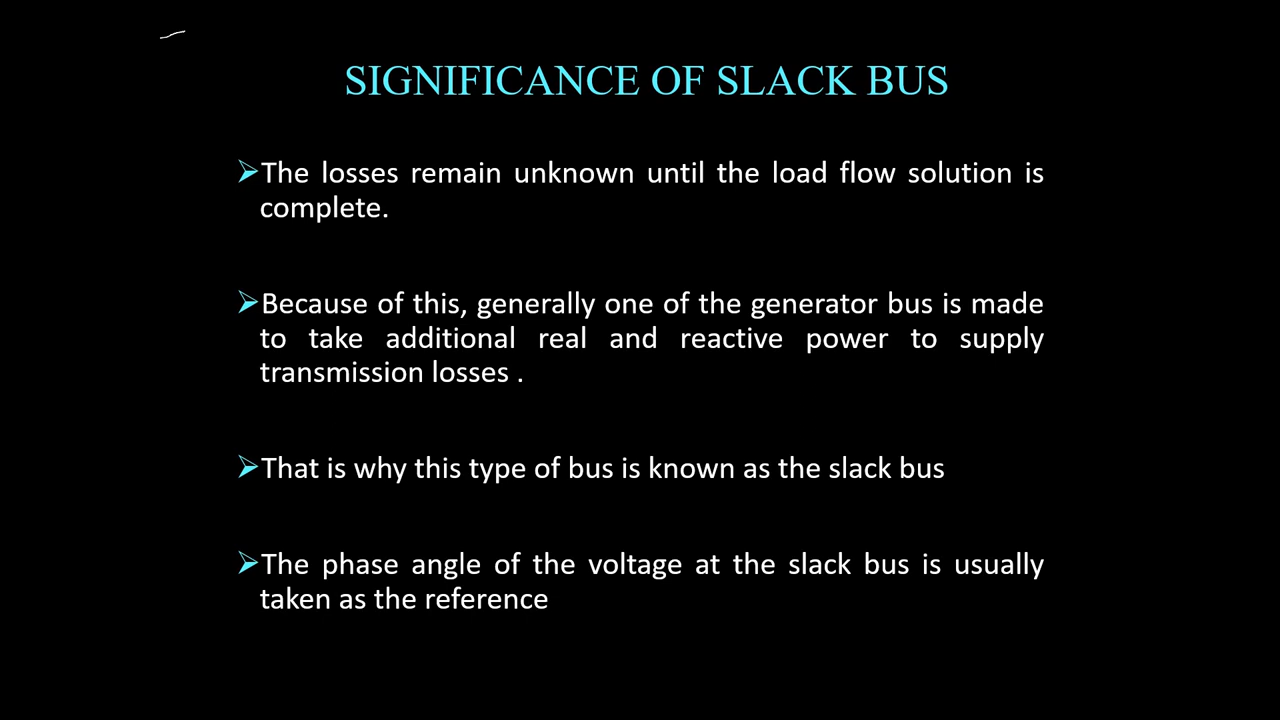 SIGNIFICANCE OF SLACK BUS
➢The losses remain unknown until the load flow solution is
complete.
➢Because of this, generally one of the generator bus is made
to take additional real and reactive power to supply
transmission losses .
➢That is why this type of bus is known as the slack bus
➢The phase angle of the voltage at the slack bus is usually
taken as the reference